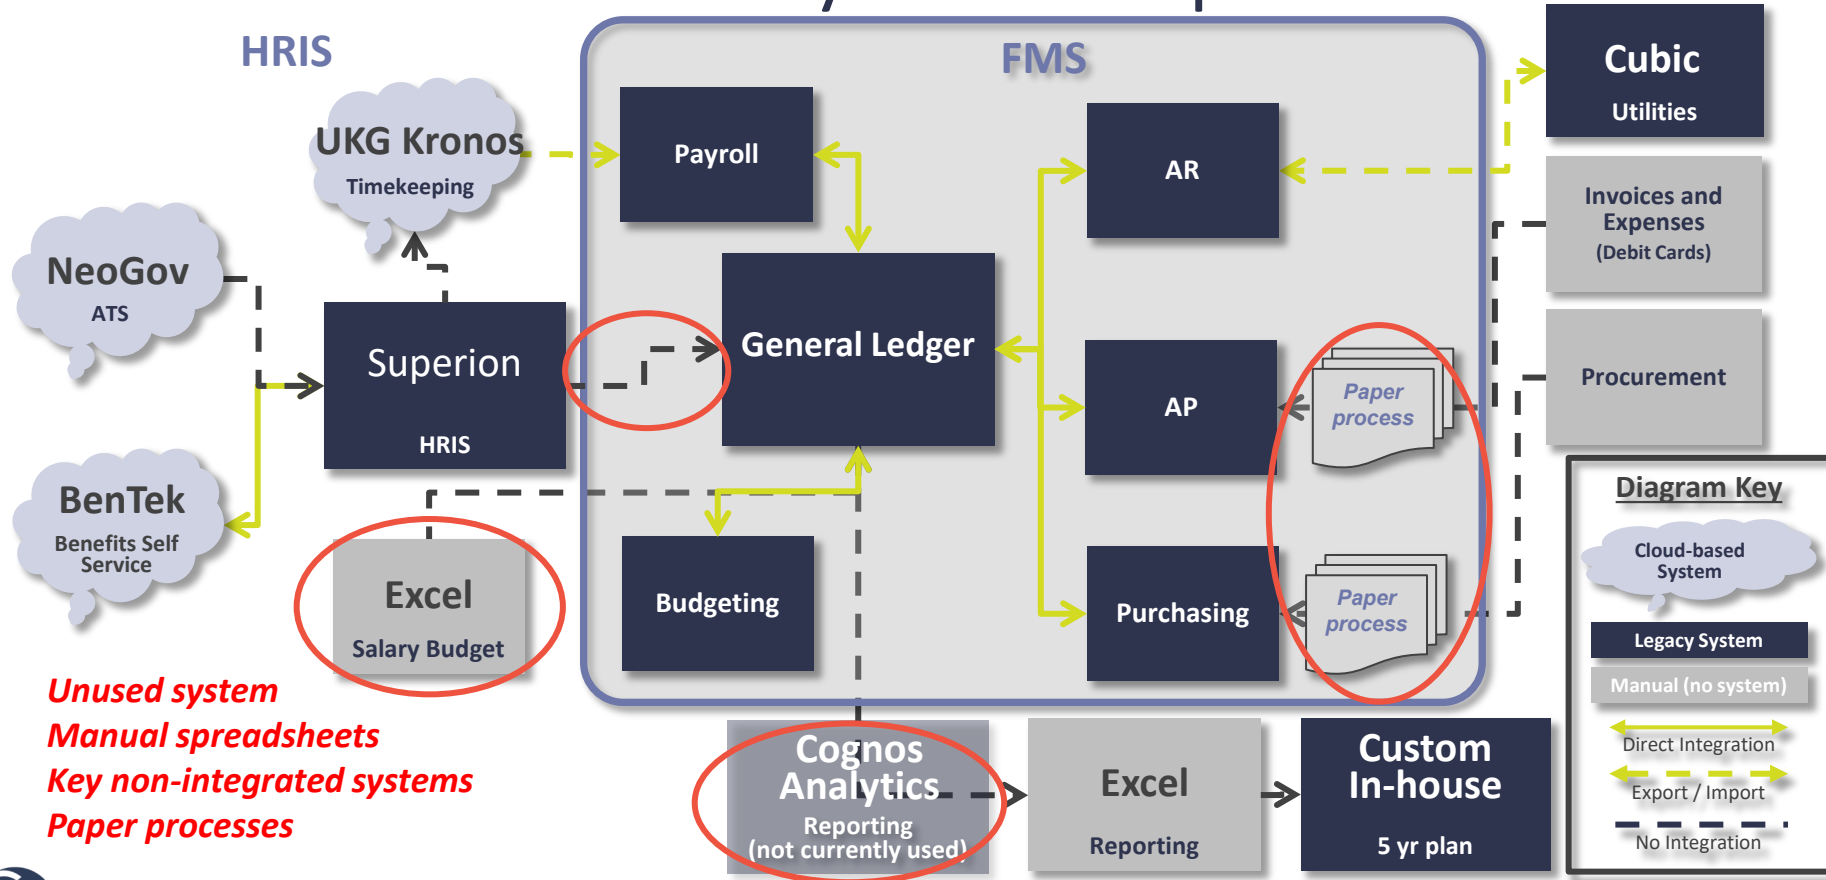 HRIS
FMS
UKG Kronos
Timekeeping
NeoGov
ATS
BenTek
Benefits Self
Service
Superion
HRIS
Excel
Salary Budget
Payroll
General Ledger
Budgeting
AR
AP
Purchasing
Paper
process
Paper
process
Cubic
Utilities
Invoices and
Expenses
(Debit Cards)
Procurement
Cognos
Analytics
Reporting
(not currently used)
Excel
Reporting
Custom
In-house
5 yr plan
Unused system
Manual spreadsheets
Key non-integrated systems
Paper processes
Diagram Key
Cloud-based
System
Legacy System
Manual (no system)
Direct Integration
Export / Import
No Integration